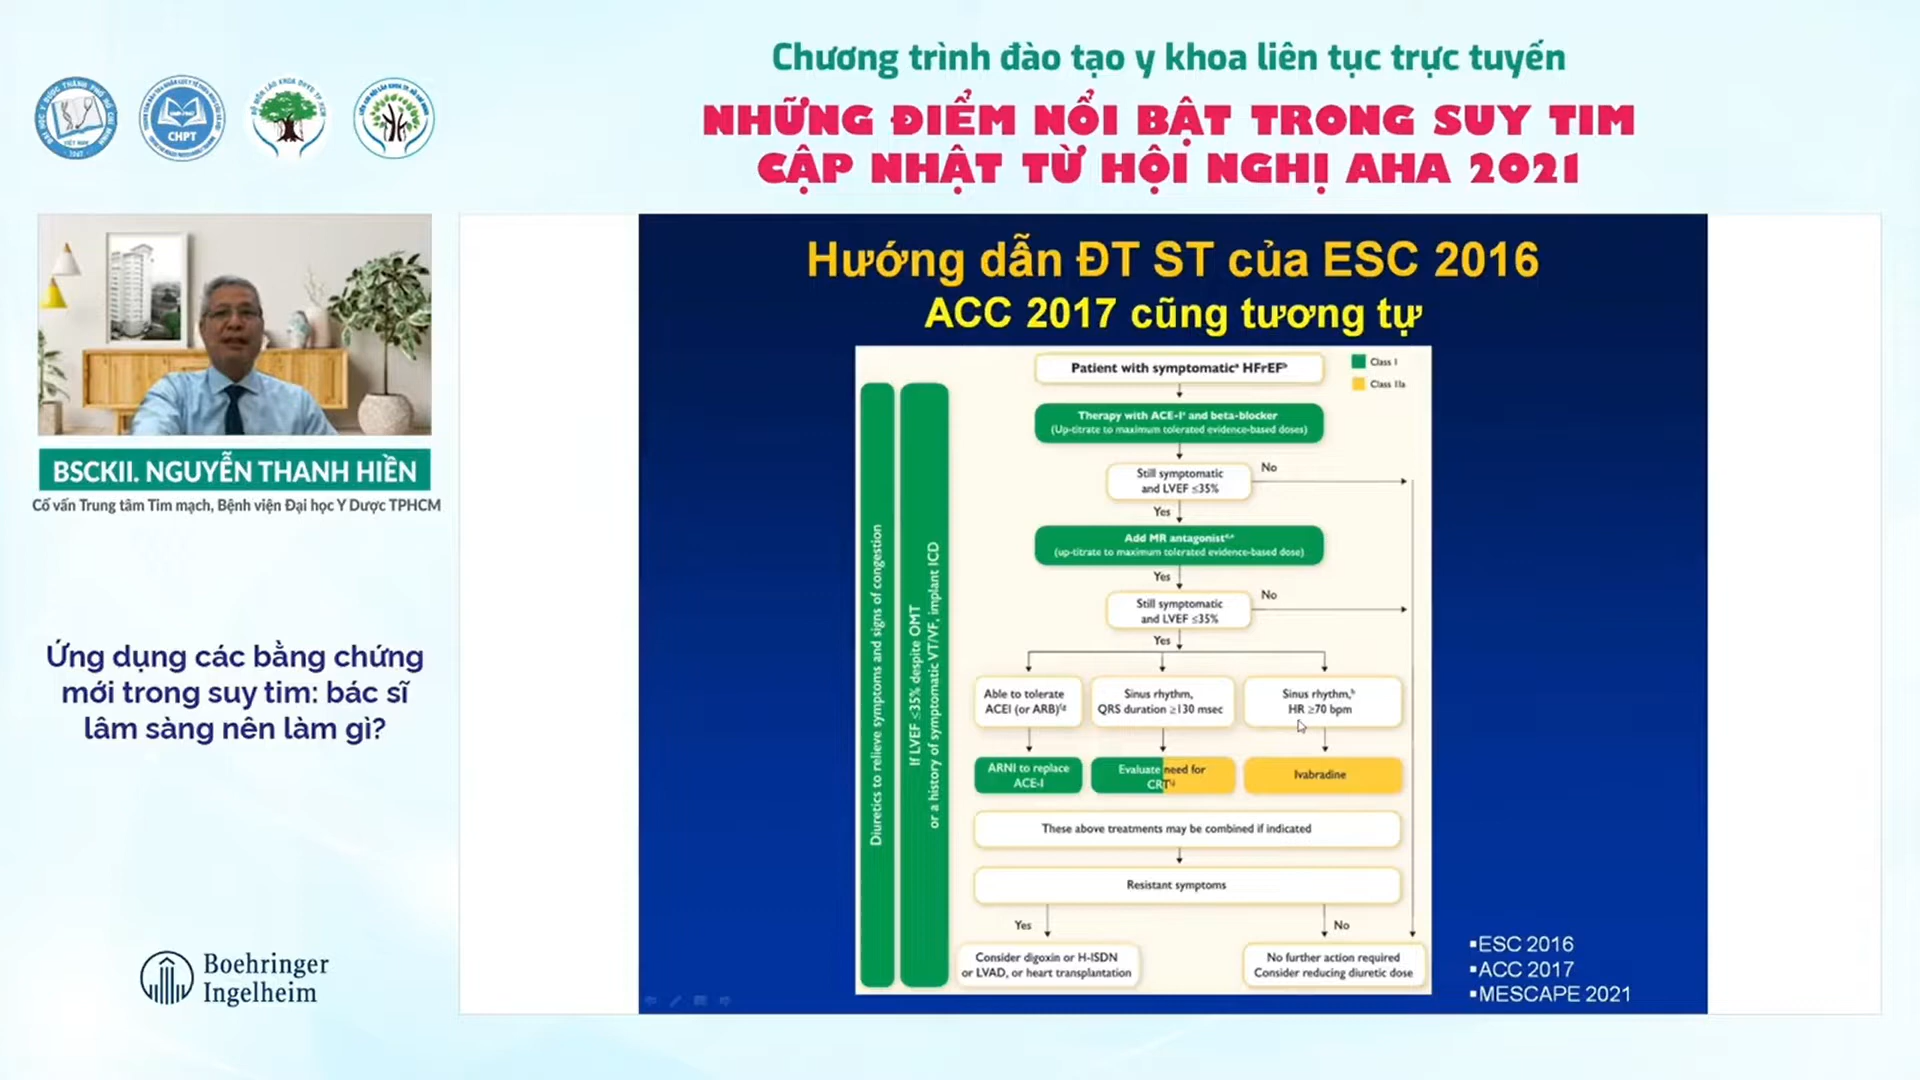 Chương trình đào tạo y khoa liên tục trực tuyến
NHỮNG ĐIỂM NỔI BẬT TRONG SUY TIM
CẬP NHẬT TỪ HỘI NGHỊ AHA 2021
CHPT
BSCKII. NGUYỄN THANH HIỀN
Cố vấn Trung tâm Tim mạch, Bệnh viện Đại học Y Dược TPHCM
Ứng dụng các bằng chứng
mới trong suy tim: bác sĩ
lâm sàng nên làm gì?
Boehringer
Ingelheim
Hướng dẫn ĐT ST của ESC 2016
ACC 2017 cũng tương tự
Patient with symptomaticᵃ HFrEFᵇ
Class I
Class IIa
Diuretics to relieve symptoms and signs of congestion
If LVEF ≤35% despite OMT
or a history of symptomatic VT/VF, implant ICD
Therapy with ACE-Iᶜ and beta-blocker
(Up-titrate to maximum tolerated evidence-based doses)
Still symptomatic
and LVEF ≤35%
No
Yes
Add MR antagonistᵈ,ᵉ
(up-titrate to maximum tolerated evidence-based dose)
Yes
Still symptomatic
and LVEF ≤35%
No
Yes
Able to tolerate
ACEI (or ARB)ᶠ,ᵍ
Sinus rhythm,
QRS duration ≥130 msec
Sinus rhythm,ʰ
HR ≥70 bpm
ARNI to replace
ACE-I
Evaluate need for
CRTⁱ,ʲ
Ivabradine
These above treatments may be combined if indicated
Resistant symptoms
Yes
No
Consider digoxin or H-ISDN
or LVAD, or heart transplantation
No further action required
Consider reducing diuretic dose
▪ESC 2016
▪ACC 2017
▪MESCAPE 2021